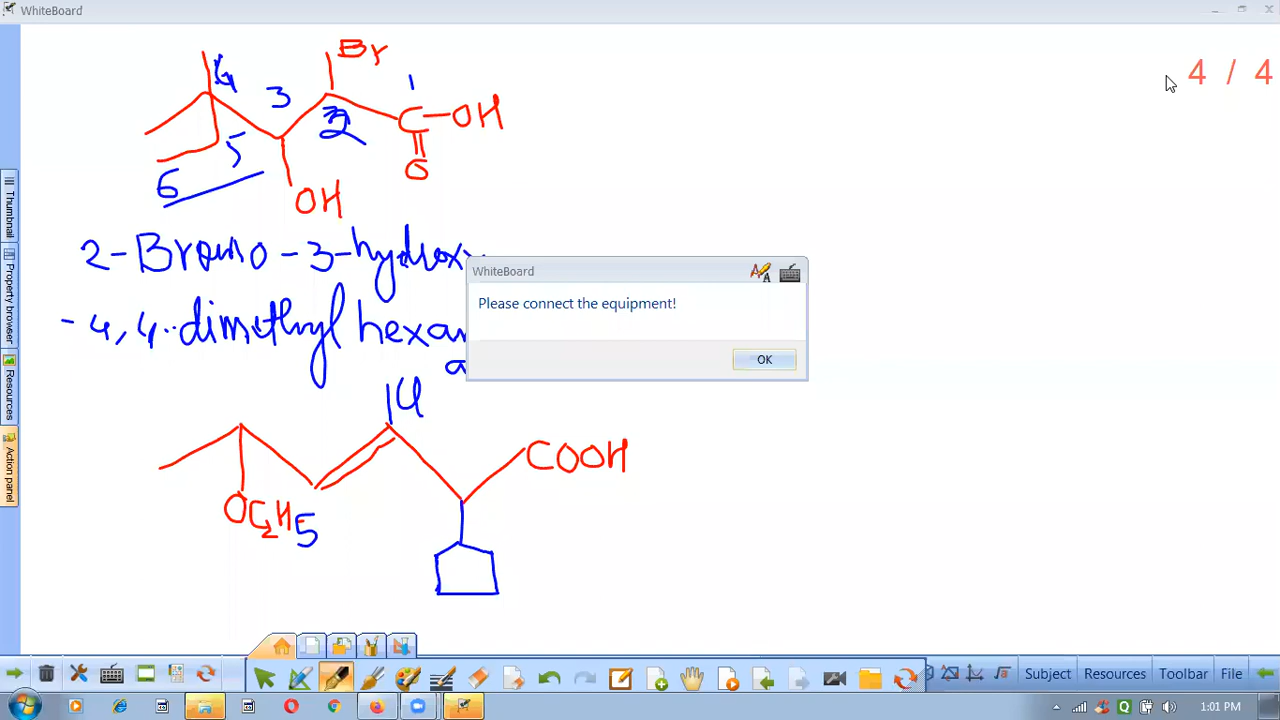 WhiteBoard
4 / 4
Br
4
3
1
2
C-OH
O
5
6
OH
2-Bromo-3-hydroxy
-4,4-dimethyl hexan
WhiteBoard
Please connect the equipment!
OK
COOH
OC2H5
Thumbnail
Property browser
Resources
Action panel
Subject
Resources
Toolbar
File
1:01 PM